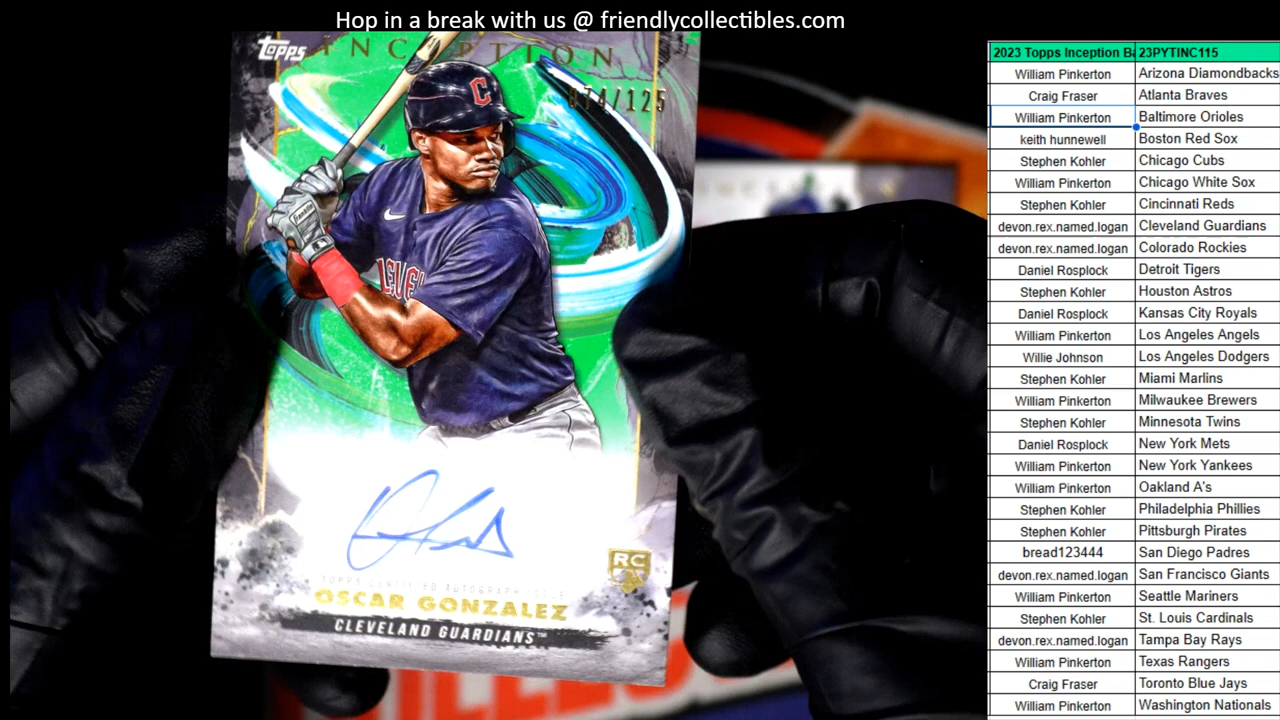 Hop in a break with us @ friendlycollectibles.com
topps
INCEPTION
074/125
C
LEVEL
TOPPS CERTIFIED AUTOGRAPH ISSUE
RC
OSCAR GONZALEZ
CLEVELAND GUARDIANS™
2023 Topps Inception Ba 23PYTINC115
William Pinkerton Arizona Diamondbacks
Craig Fraser Atlanta Braves
William Pinkerton Baltimore Orioles
keith hunnewell Boston Red Sox
Stephen Kohler Chicago Cubs
William Pinkerton Chicago White Sox
Stephen Kohler Cincinnati Reds
devon.rex.named.logan Cleveland Guardians
devon.rex.named.logan Colorado Rockies
Daniel Rosplock Detroit Tigers
Stephen Kohler Houston Astros
Daniel Rosplock Kansas City Royals
William Pinkerton Los Angeles Angels
Willie Johnson Los Angeles Dodgers
Stephen Kohler Miami Marlins
William Pinkerton Milwaukee Brewers
Stephen Kohler Minnesota Twins
Daniel Rosplock New York Mets
William Pinkerton New York Yankees
William Pinkerton Oakland A's
Stephen Kohler Philadelphia Phillies
Stephen Kohler Pittsburgh Pirates
bread123444 San Diego Padres
devon.rex.named.logan San Francisco Giants
William Pinkerton Seattle Mariners
Stephen Kohler St. Louis Cardinals
devon.rex.named.logan Tampa Bay Rays
William Pinkerton Texas Rangers
Craig Fraser Toronto Blue Jays
William Pinkerton Washington Nationals